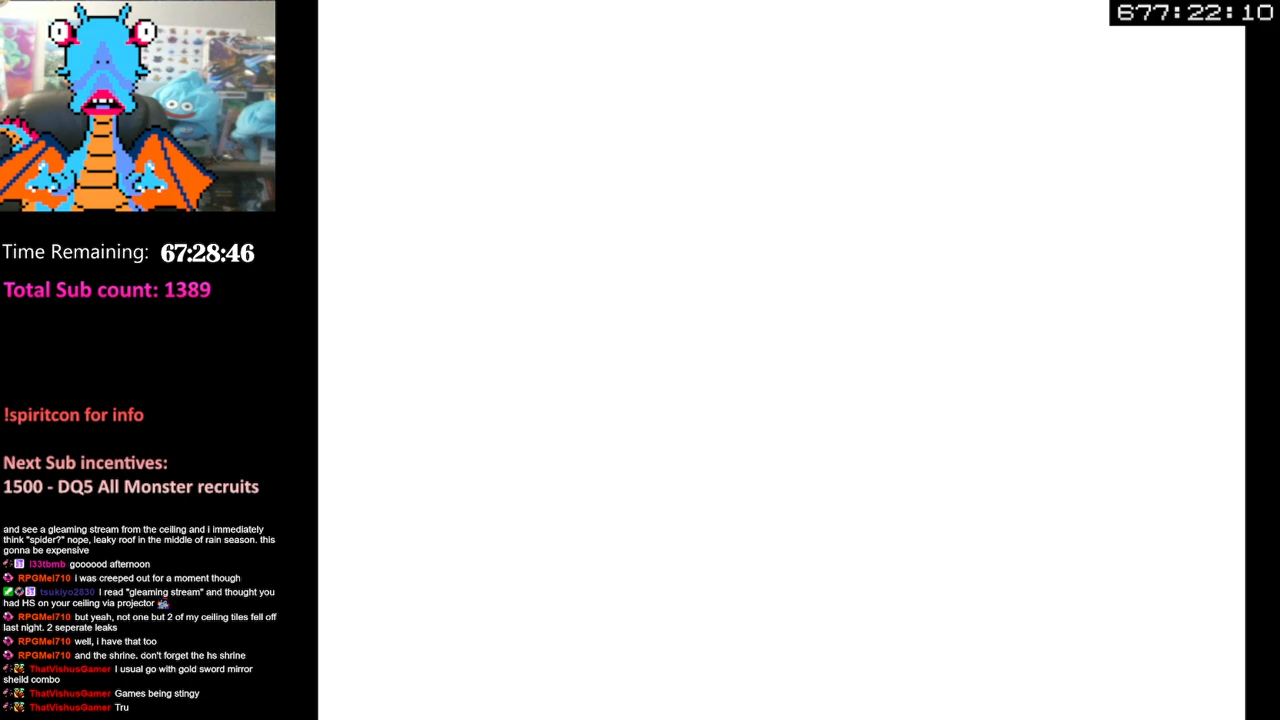 677:22:10
Time Remaining: 67:28:46
Total Sub count: 1389
!spiritcon for info
Next Sub incentives:
1500 - DQ5 All Monster recruits
and see a gleaming stream from the ceiling and i immediately
think "spider?" nope, leaky roof in the middle of rain season. this
gonna be expensive
l33tbmb goooood afternoon
RPGMel710 i was creeped out for a moment though
tsukiyo2830 I read "gleaming stream" and thought you
had HS on your ceiling via projector
RPGMel710 but yeah, not one but 2 of my ceiling tiles fell off
last night. 2 seperate leaks
RPGMel710 well, i have that too
RPGMel710 and the shrine. don't forget the hs shrine
ThatVishusGamer I usual go with gold sword mirror
sheild combo
ThatVishusGamer Games being stingy
ThatVishusGamer Tru